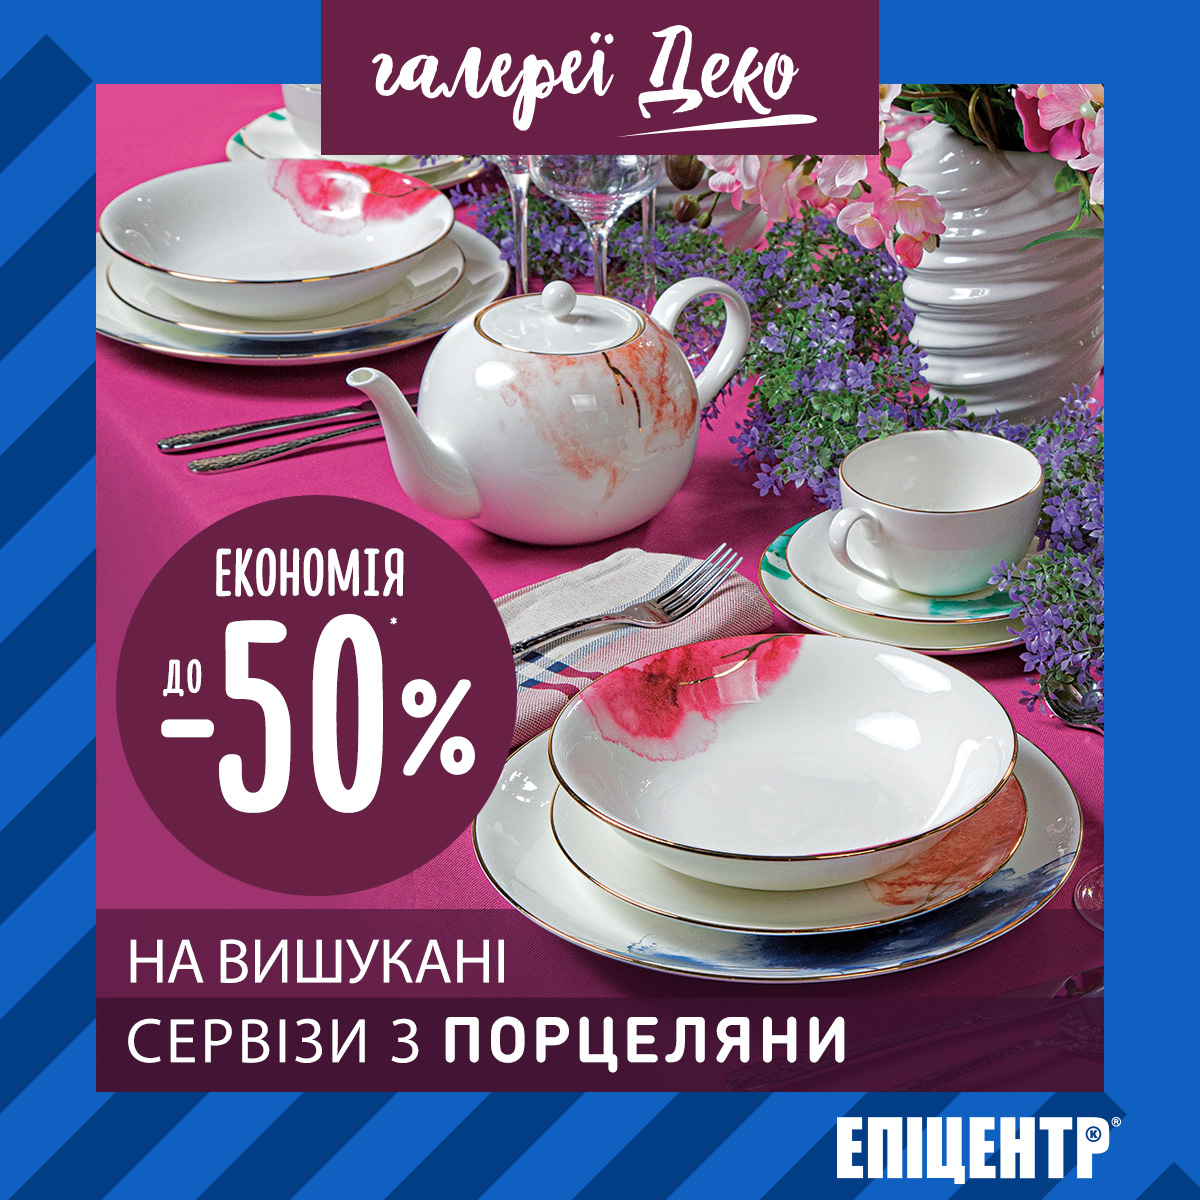 галереї Деко
ЕКОНОМІЯ
до
-50%*
НА ВИШУКАНІ
СЕРВІЗИ З ПОРЦЕЛЯНИ
ЕПІЦЕНТР К ®